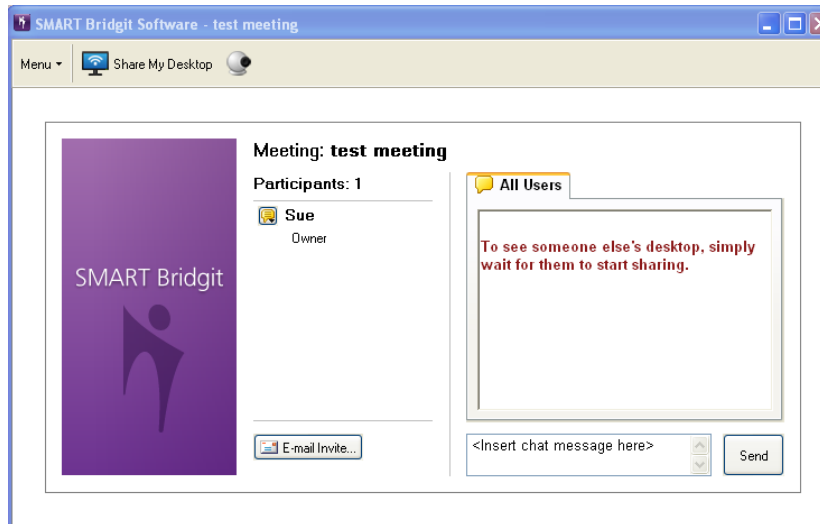 SMART Bridgit Software - test meeting
Menu
Share My Desktop
SMART Bridgit
Meeting: test meeting
Participants: 1
Sue
Owner
E-mail Invite...
All Users
To see someone else's desktop, simply
wait for them to start sharing.
<Insert chat message here>
Send